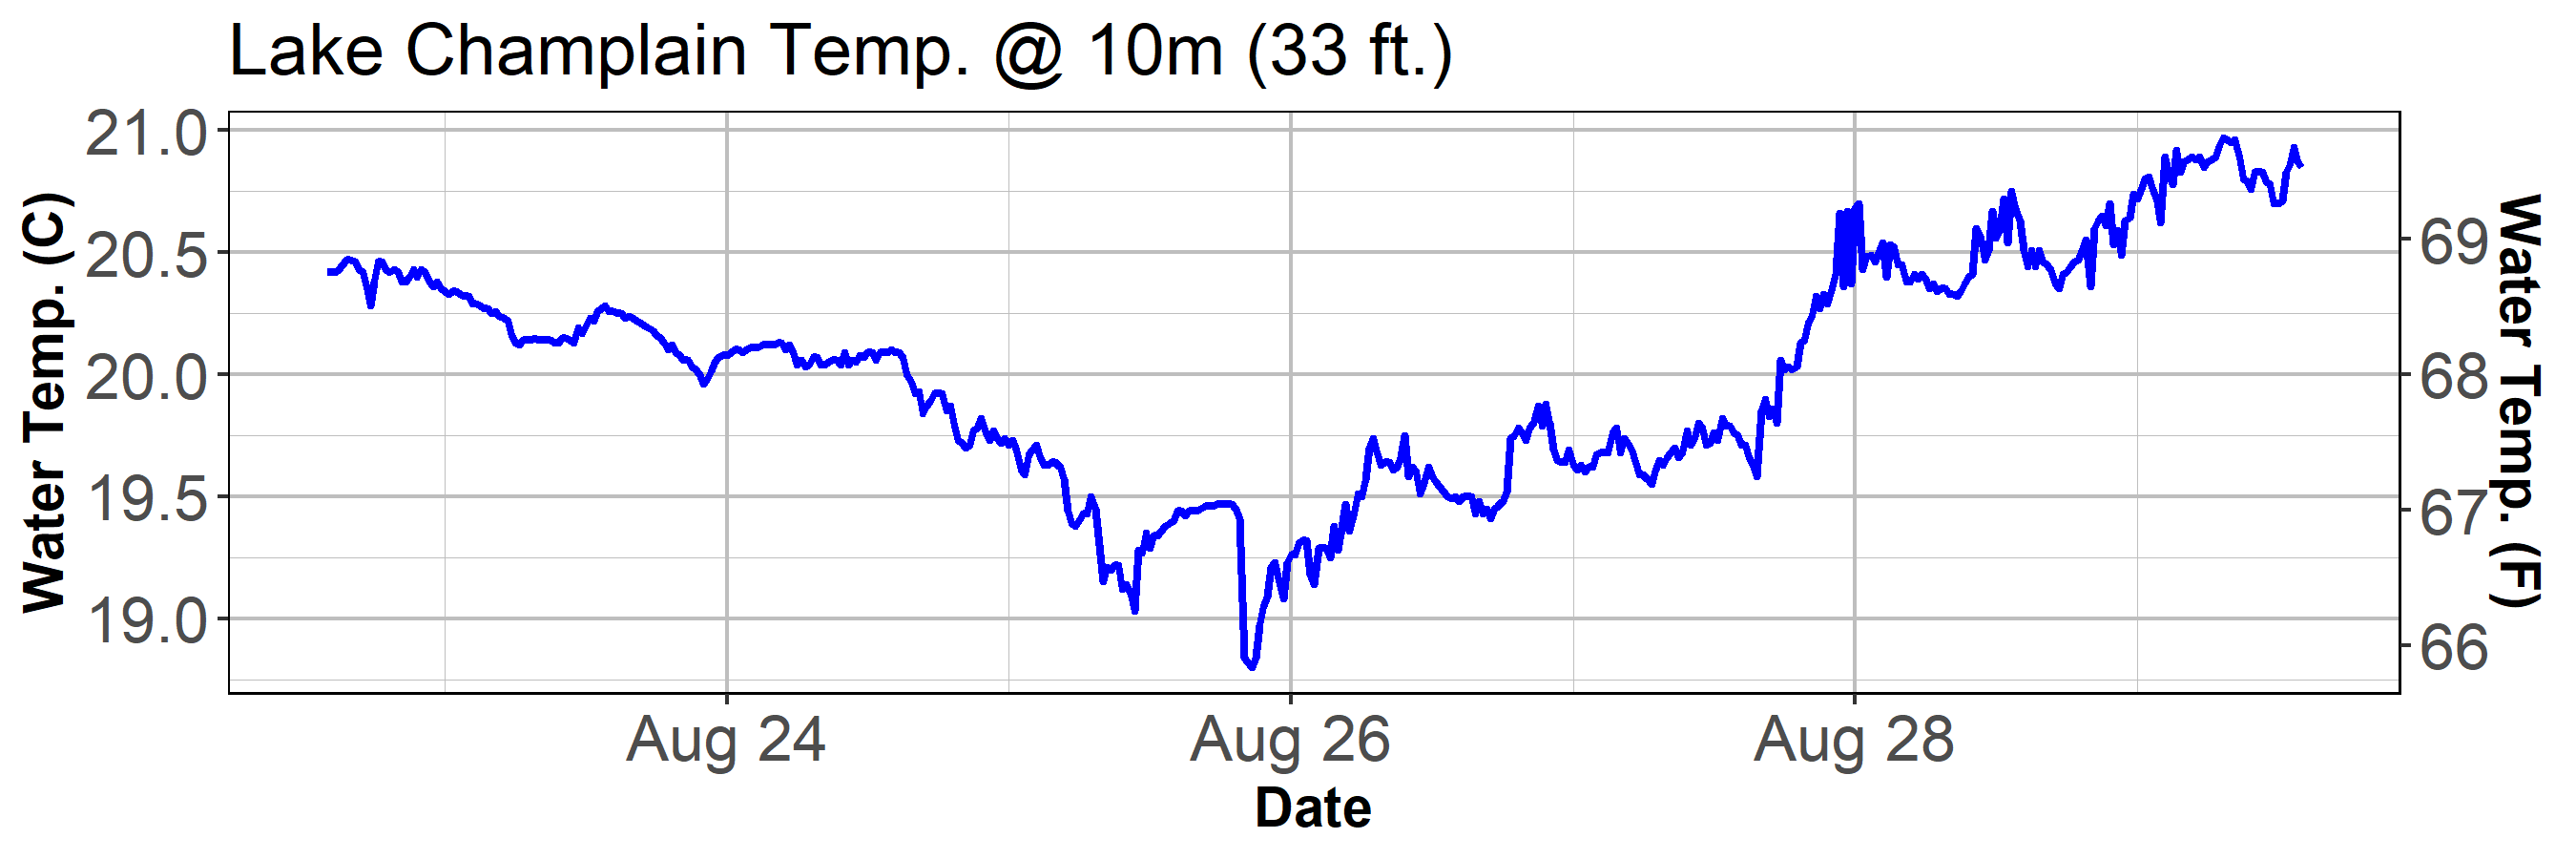 Lake Champlain Temp. @ 10m (33 ft.)
Water Temp. (C)
21.0
20.5
20.0
19.5
19.0
69
68
67
66
Water Temp. (F)
Aug 24
Aug 26
Aug 28
Date